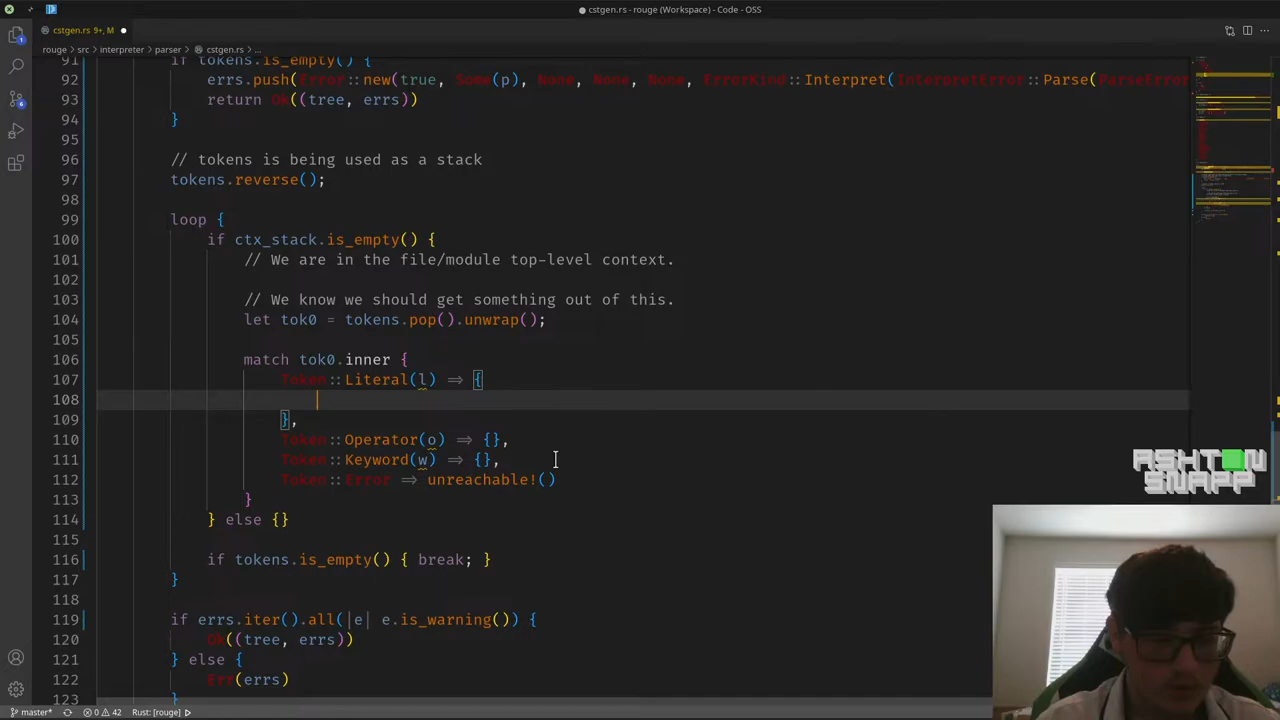 cstgen.rs - rouge (Workspace) - Code - OSS
cstgen.rs 9+, M
rouge > src > interpreter > parser > cstgen.rs > ...
91 if tokens.is_empty() {
92 errs.push(Error::new(true, Some(p), None, None, None, ErrorKind::Interpret(InterpretError::Parse(ParseError
93 return Ok((tree, errs))
94 }
95
96 // tokens is being used as a stack
97 tokens.reverse();
98
99 loop {
100 if ctx_stack.is_empty() {
101 // We are in the file/module top-level context.
102
103 // We know we should get something out of this.
104 let tok0 = tokens.pop().unwrap();
105
106 match tok0.inner {
107 Token::Literal(l) => {
108
109 },
110 Token::Operator(o) => {},
111 Token::Keyword(w) => {},
112 Token::Error => unreachable!()
113 }
114 } else {}
115
116 if tokens.is_empty() { break; }
117 }
118
119 if errs.iter().all(| e.is_warning()) {
120 Ok((tree, errs))
121 } else {
122 Err(errs)
123 }
ASHTON
SNAPP
1
6
master* 0 42 Rust: [rouge]